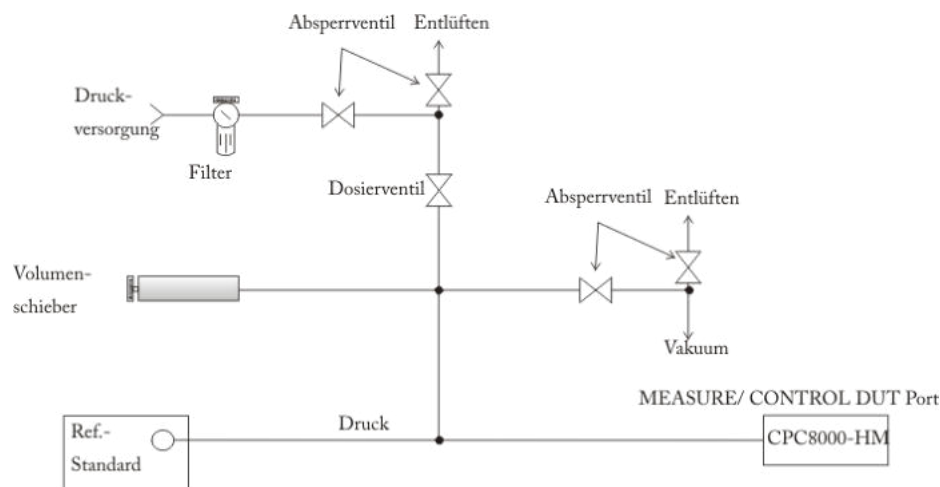 Absperrventil Entlüften
Druck-
versorgung
Filter
Dosierventil
Absperrventil Entlüften
Volumen-
schieber
Vakuum
MEASURE/ CONTROL DUT Port
Ref.-
Standard
Druck
CPC8000-HM